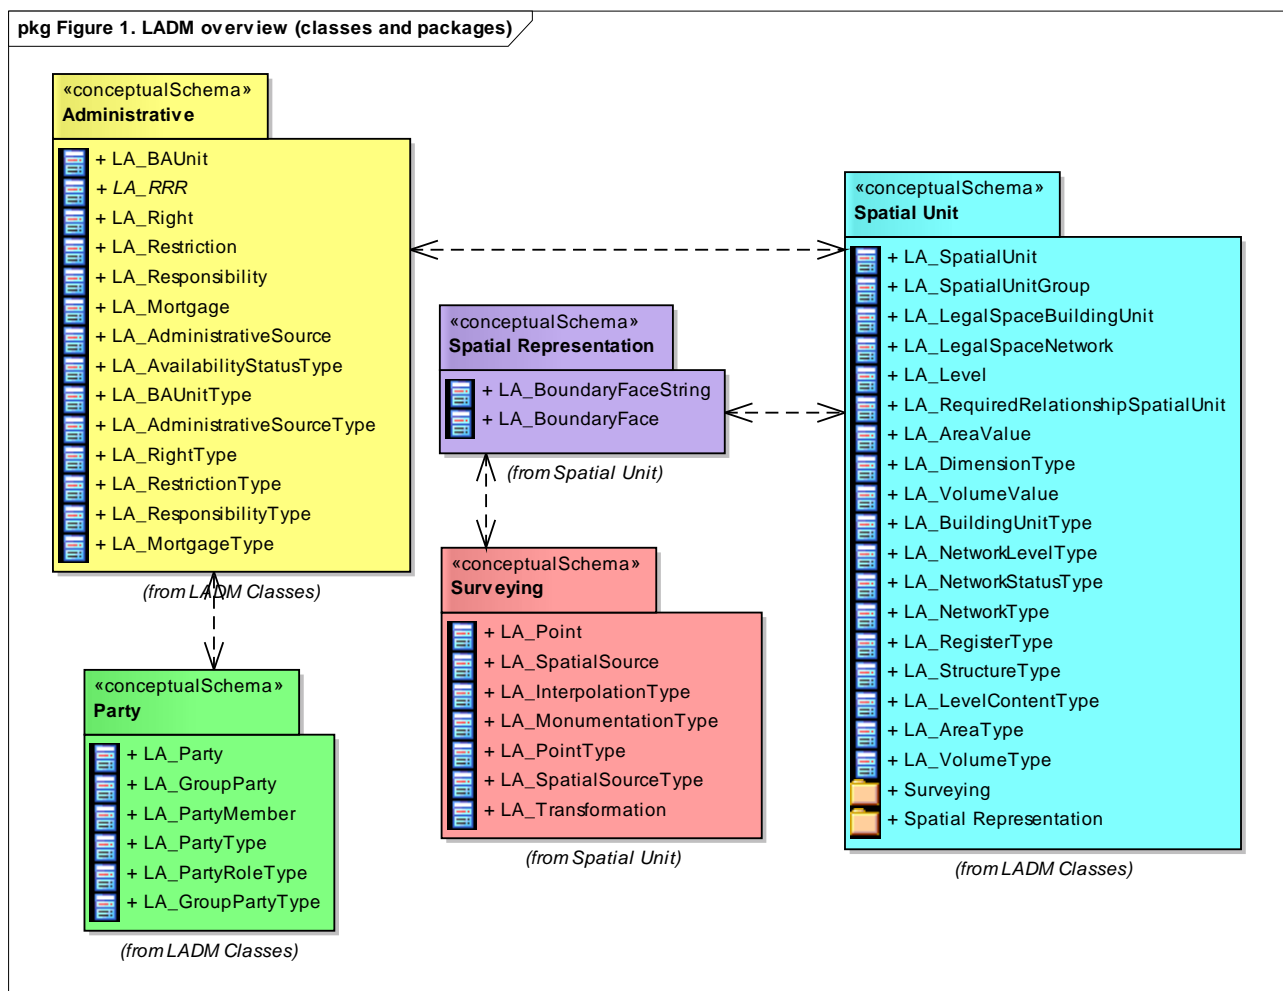 pkg Figure 1. LADM overview (classes and packages)
«conceptualSchema»
Administrative
+ LA_BAUnit
+ LA_RRR
+ LA_Right
+ LA_Restriction
+ LA_Responsibility
+ LA_Mortgage
+ LA_AdministrativeSource
+ LA_AvailabilityStatusType
+ LA_BAUnitType
+ LA_AdministrativeSourceType
+ LA_RightType
+ LA_RestrictionType
+ LA_ResponsibilityType
+ LA_MortgageType
(from LADM Classes)
«conceptualSchema»
Party
+ LA_Party
+ LA_GroupParty
+ LA_PartyMember
+ LA_PartyType
+ LA_PartyRoleType
+ LA_GroupPartyType
(from LADM Classes)
«conceptualSchema»
Spatial Representation
+ LA_BoundaryFaceString
+ LA_BoundaryFace
(from Spatial Unit)
«conceptualSchema»
Surveying
+ LA_Point
+ LA_SpatialSource
+ LA_InterpolationType
+ LA_MonumentationType
+ LA_PointType
+ LA_SpatialSourceType
+ LA_Transformation
(from Spatial Unit)
«conceptualSchema»
Spatial Unit
+ LA_SpatialUnit
+ LA_SpatialUnitGroup
+ LA_LegalSpaceBuildingUnit
+ LA_LegalSpaceNetwork
+ LA_Level
+ LA_RequiredRelationshipSpatialUnit
+ LA_AreaValue
+ LA_DimensionType
+ LA_VolumeValue
+ LA_BuildingUnitType
+ LA_NetworkLevelType
+ LA_NetworkStatusType
+ LA_NetworkType
+ LA_RegisterType
+ LA_StructureType
+ LA_LevelContentType
+ LA_AreaType
+ LA_VolumeType
+ Surveying
+ Spatial Representation
(from LADM Classes)